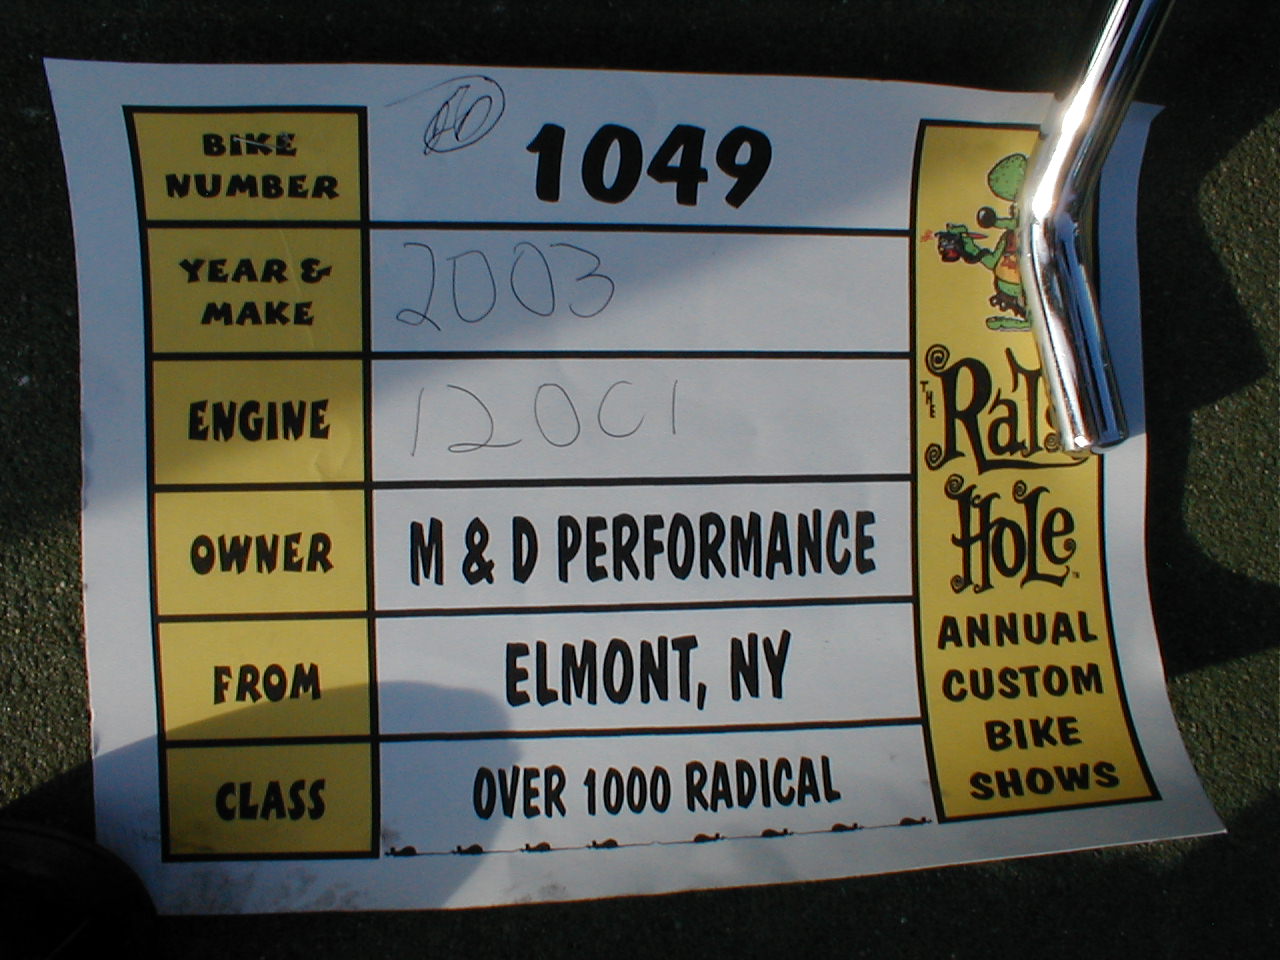 BIKE
NUMBER
1049
YEAR &
MAKE
2003
ENGINE
120CI
OWNER
M & D PERFORMANCE
FROM
ELMONT, NY
CLASS
OVER 1000 RADICAL
THE
RAT
HOLE
ANNUAL
CUSTOM
BIKE
SHOWS